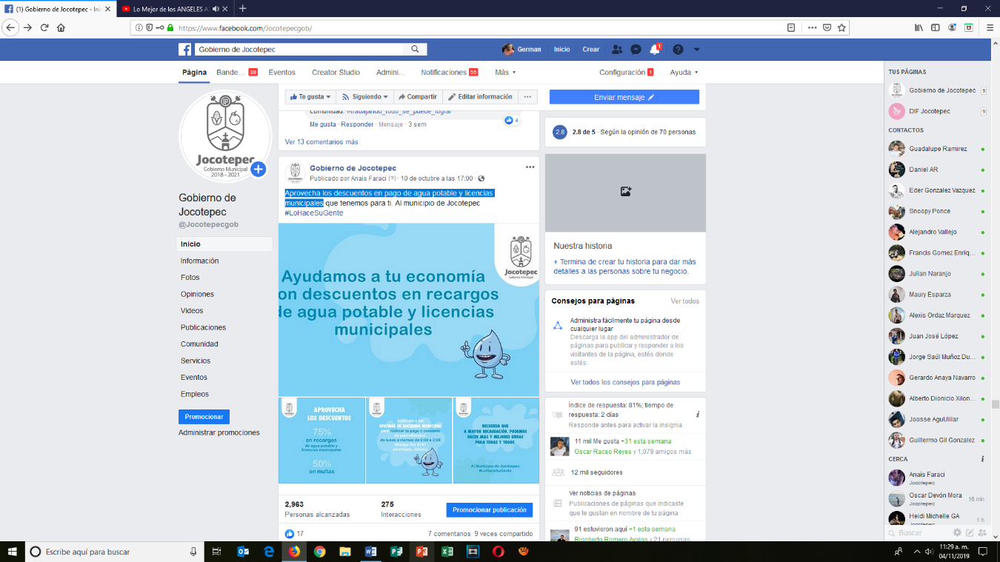 (1) Gobierno de Jocotepec - Ini
Lo Mejor de los ANGELES A
https://www.facebook.com/Jocotepecgob/
Gobierno de Jocotepec
German
Inicio
Crear
1
Página
Bande... 39
Eventos
Creator Studio
Admini...
Notificaciones 55
Más
Configuración 1
Ayuda
Jocotepec
Gobierno Municipal
2018 - 2021
Gobierno de
Jocotepec
@Jocotepecgob
Inicio
Información
Fotos
Opiniones
Videos
Publicaciones
Comunidad
Servicios
Eventos
Empleos
Promocionar
Administrar promociones
Te gusta
Siguiendo
Compartir
Editar información
...
comunidad. #trabajando_todo_se_puede_lograr
4
Me gusta · Responder · Mensaje · 3 sem
Ver 13 comentarios más
Gobierno de Jocotepec
Publicado por Anais Faraci [?] · 10 de octubre a las 17:00 ·
Aprovecha los descuentos en pago de agua potable y licencias
municipales que tenemos para ti. Al municipio de Jocotepec
#LoHaceSuGente
Jocotepec
Gobierno Municipal
Ayudamos a tu economía
on descuentos en recargos
de agua potable y licencias
municipales
APROVECHA
LOS DESCUENTOS
75%
en recargos
de agua potable y
licencias municipales
50%
en multas
OFICINAS DE HACIENDA MUNICIPAL
para realizar tu pago o convenio
de lunes a viernes de 9:00 a 3:00
Jocotepec, Jalisco
RECUERDA QUE
A MAYOR RECAUDACIÓN, PODEMOS
HACER MÁS Y MEJORES OBRAS
PARA TODAS Y TODOS
Al Municipio de Jocotepec
#LoHaceSuGente
2,963
Personas alcanzadas
275
Interacciones
Promocionar publicación
17
7 comentarios 9 veces compartido
Enviar mensaje
2.8
2.8 de 5 · Según la opinión de 70 personas
Nuestra historia
+ Termina de crear tu historia para dar más
detalles a las personas sobre tu negocio.
Consejos para páginas
Ver todos
Administra fácilmente tu página desde
cualquier lugar
Descarga la app del administrador de
páginas para publicar y responder a los
visitantes de la página, estés donde
estés.
Ver todos los consejos para páginas
Índice de respuesta: 81%; tiempo de
respuesta: 2 días
Responde antes para activar la insignia
11 mil Me gusta +31 esta semana
Oscar Racso Reyes y 1,079 amigos más
12 mil seguidores
Ver noticias de páginas
Publicaciones de páginas que indicaste
que te gustan en nombre de tu página
91 estuvieron aquí +1 esta semana
Rigoberto Romero Avalos y 21 personas
TUS PÁGINAS
Gobierno de Jocotepec
DIF Jocotepec
CONTACTOS
Guadalupe Ramirez
Daniel AR
Eder Gonzalez Vazquez
Snoopy Ponce
Alejandro Vallejo
Francis Gomez Enriq...
Julian Naranjo
Maury Esparza
Alexis Ordaz Marquez
Juan José López
Jorge Saúl Muñoz Du...
Gerardo Anaya Navarro
Alberto Dionicio Xilon...
Joosse AguUiilar
Guillermo Gil Gonzalez
CERCA
Anais Faraci
Jocotepec
Oscar Devón Mora
Jocotepec
16 min
Heidi Michelle GA
Jocotepec
1 h
Buscar
Escribe aquí para buscar
11:29 a. m.
04/11/2019